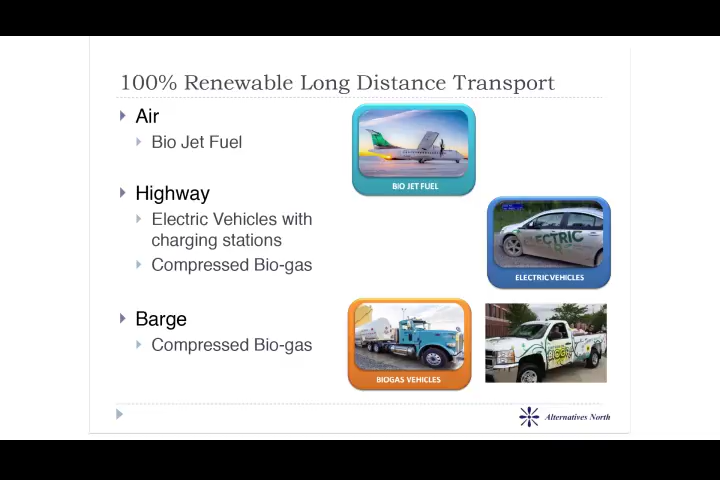 100% Renewable Long Distance Transport
Air
Bio Jet Fuel
BIO JET FUEL
Highway
Electric Vehicles with
charging stations
Compressed Bio-gas
ELECTRIC
ELECTRIC VEHICLES
Barge
Compressed Bio-gas
BIOGAS VEHICLES
Alternatives North